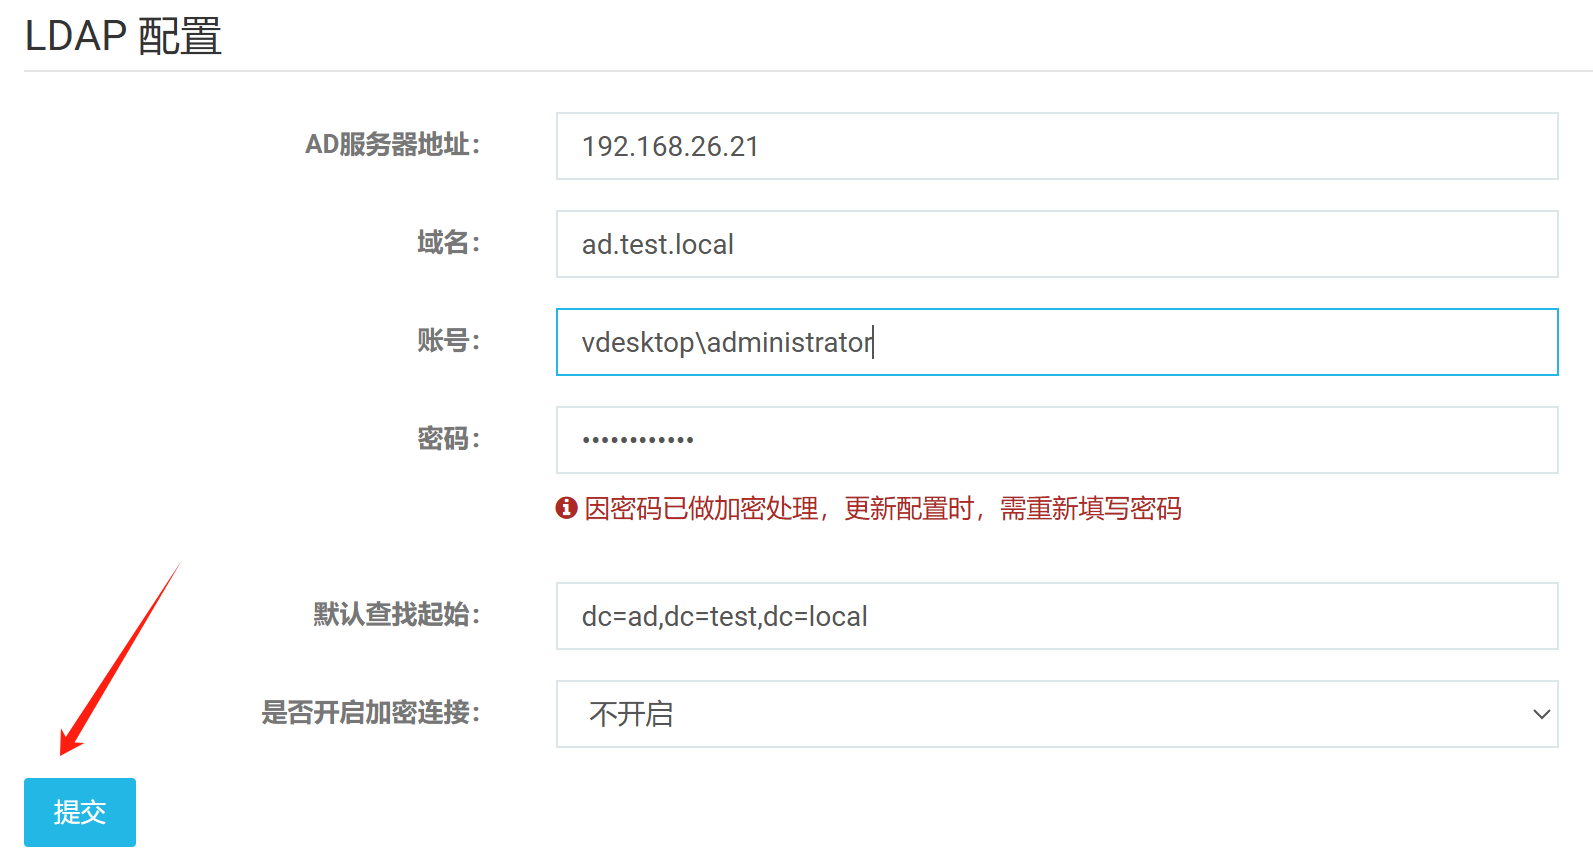 LDAP 配置
AD服务器地址： 192.168.26.21
域名： ad.test.local
账号： vdesktop\administrator
密码： ••••••••••••
因密码已做加密处理，更新配置时，需重新填写密码
默认查找起始： dc=ad,dc=test,dc=local
是否开启加密连接： 不开启
提交